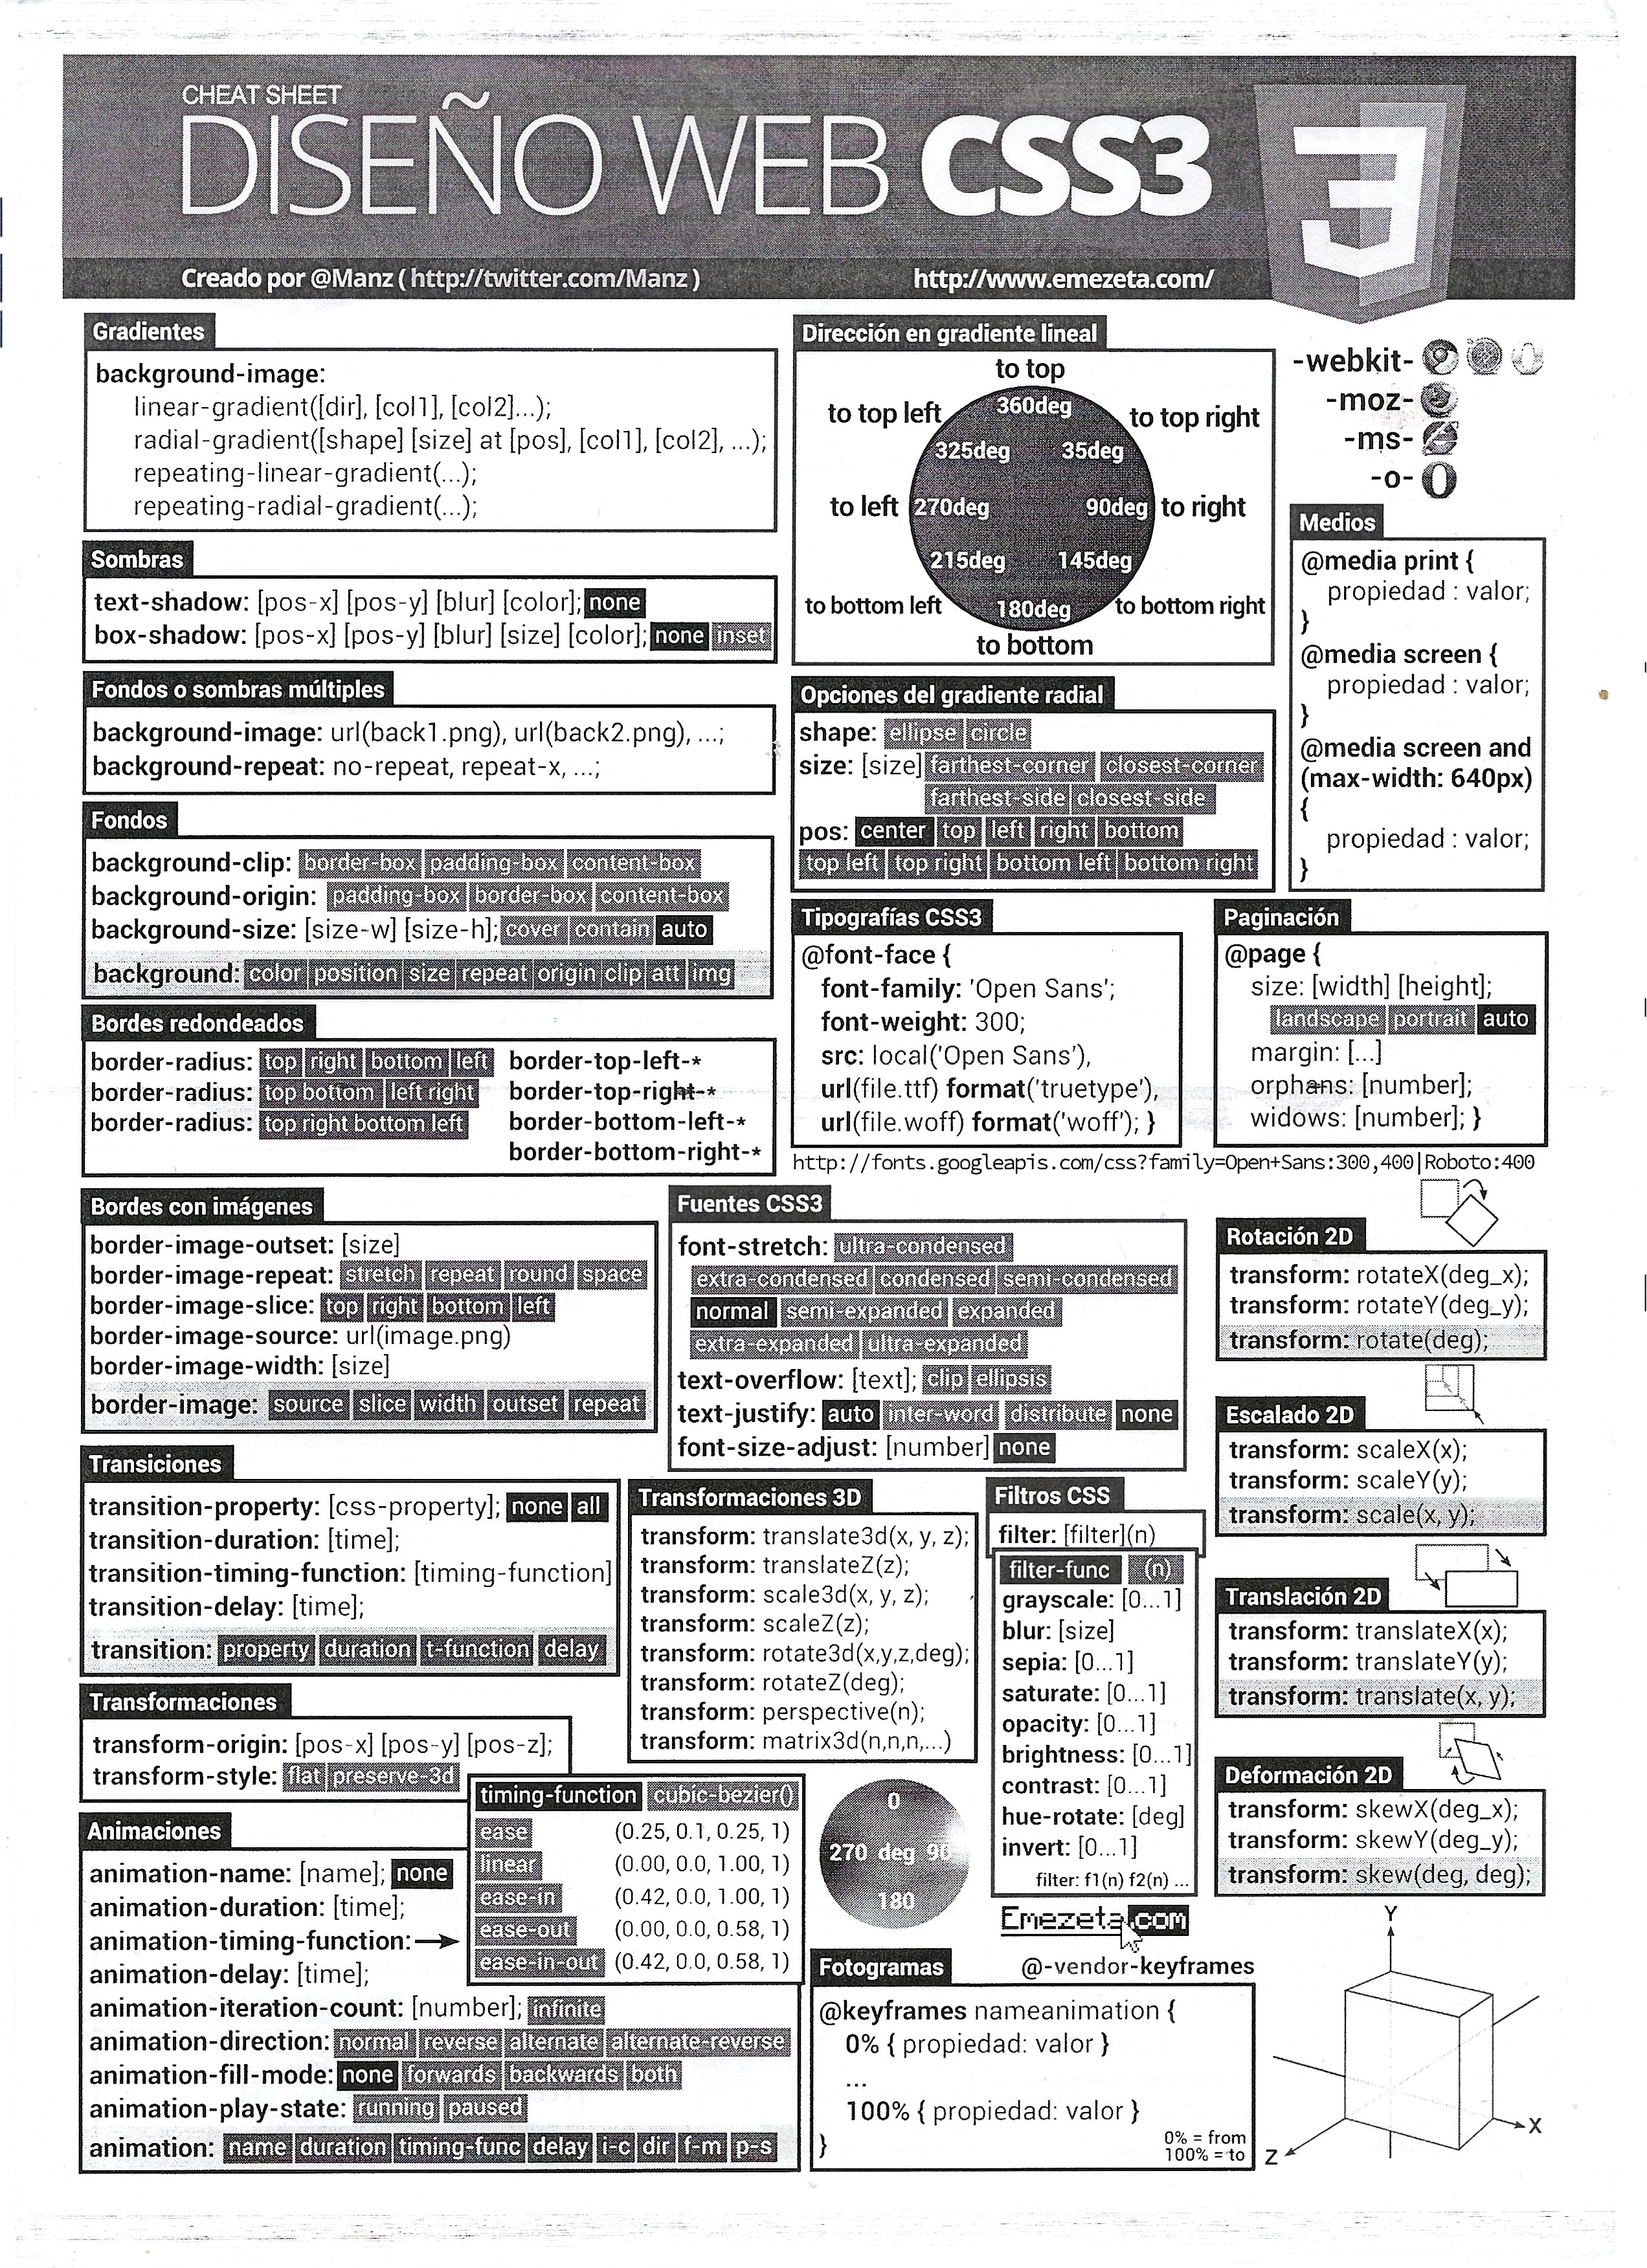 CHEAT SHEET
DISEÑO WEB CSS3
Creado por @Manz ( http://twitter.com/Manz )
http://www.emezeta.com/
Gradientes
background-image:
linear-gradient([dir], [col1], [col2]...);
radial-gradient([shape] [size] at [pos], [col1], [col2], ...);
repeating-linear-gradient(...);
repeating-radial-gradient(...);
Sombras
text-shadow: [pos-x] [pos-y] [blur] [color]; none
box-shadow: [pos-x] [pos-y] [blur] [size] [color]; none inset
Fondos o sombras múltiples
background-image: url(back1.png), url(back2.png), ...;
background-repeat: no-repeat, repeat-x, ...;
Fondos
background-clip: border-box padding-box content-box
background-origin: padding-box border-box content-box
background-size: [size-w] [size-h]; cover contain auto
background: color position size repeat origin clip att img
Bordes redondeados
border-radius: top right bottom left
border-radius: top bottom left right
border-radius: top right bottom left
border-top-left-*
border-top-right-*
border-bottom-left-*
border-bottom-right-*
Dirección en gradiente lineal
to top
to top left 360deg to top right
325deg 35deg
to left 270deg 90deg to right
215deg 145deg
to bottom left 180deg to bottom right
to bottom
-webkit-
-moz-
-ms-
-o-
Medios
@media print {
propiedad : valor;
}
@media screen {
propiedad : valor;
}
@media screen and
(max-width: 640px)
{
propiedad : valor;
}
Opciones del gradiente radial
shape: ellipse circle
size: [size] farthest-corner closest-corner
farthest-side closest-side
pos: center top left right bottom
top left top right bottom left bottom right
Tipografías CSS3
@font-face {
font-family: 'Open Sans';
font-weight: 300;
src: local('Open Sans'),
url(file.ttf) format('truetype'),
url(file.woff) format('woff'); }
Paginación
@page {
size: [width] [height];
landscape portrait auto
margin: [...]
orphans: [number];
widows: [number]; }
http://fonts.googleapis.com/css?family=Open+Sans:300,400|Roboto:400
Bordes con imágenes
border-image-outset: [size]
border-image-repeat: stretch repeat round space
border-image-slice: top right bottom left
border-image-source: url(image.png)
border-image-width: [size]
border-image: source slice width outset repeat
Fuentes CSS3
font-stretch: ultra-condensed
extra-condensed condensed semi-condensed
normal semi-expanded expanded
extra-expanded ultra-expanded
text-overflow: [text]; clip ellipsis
text-justify: auto inter-word distribute none
font-size-adjust: [number] none
Rotación 2D
transform: rotateX(deg_x);
transform: rotateY(deg_y);
transform: rotate(deg);
Escalado 2D
transform: scaleX(x);
transform: scaleY(y);
transform: scale(x, y);
Translación 2D
transform: translateX(x);
transform: translateY(y);
transform: translate(x, y);
Deformación 2D
transform: skewX(deg_x);
transform: skewY(deg_y);
transform: skew(deg, deg);
Transiciones
transition-property: [css-property]; none all
transition-duration: [time];
transition-timing-function: [timing-function]
transition-delay: [time];
transition: property duration t-function delay
Transformaciones 3D
transform: translate3d(x, y, z);
transform: translateZ(z);
transform: scale3d(x, y, z);
transform: scaleZ(z);
transform: rotate3d(x,y,z,deg);
transform: rotateZ(deg);
transform: perspective(n);
transform: matrix3d(n,n,n,...)
Filtros CSS
filter: [filter](n)
filter-func (n)
grayscale: [0...1]
blur: [size]
sepia: [0...1]
saturate: [0...1]
opacity: [0...1]
brightness: [0...1]
contrast: [0...1]
hue-rotate: [deg]
invert: [0...1]
filter: f1(n) f2(n) ...
Transformaciones
transform-origin: [pos-x] [pos-y] [pos-z];
transform-style: flat preserve-3d
timing-function cubic-bezier()
ease (0.25, 0.1, 0.25, 1)
linear (0.00, 0.0, 1.00, 1)
ease-in (0.42, 0.0, 1.00, 1)
ease-out (0.00, 0.0, 0.58, 1)
ease-in-out (0.42, 0.0, 0.58, 1)
0
270 deg 90
180
Animaciones
animation-name: [name]; none
animation-duration: [time];
animation-timing-function:
animation-delay: [time];
animation-iteration-count: [number]; infinite
animation-direction: normal reverse alternate alternate-reverse
animation-fill-mode: none forwards backwards both
animation-play-state: running paused
animation: name duration timing-func delay i-c dir f-m p-s
Emezeta.com
Fotogramas
@-vendor-keyframes
@keyframes nameanimation {
0% { propiedad: valor }
...
100% { propiedad: valor }
}
0% = from
100% = to
Y
X
Z